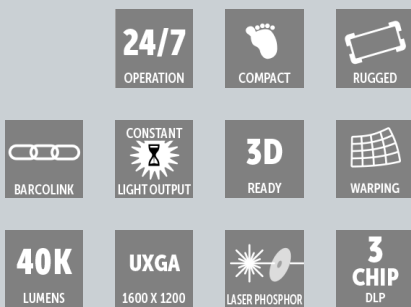 24/7
OPERATION
COMPACT
RUGGED
BARCOLINK
CONSTANT
LIGHT OUTPUT
3D
READY
WARPING
40K
LUMENS
UXGA
1600 X 1200
LASER PHOSPHOR
3
CHIP
DLP